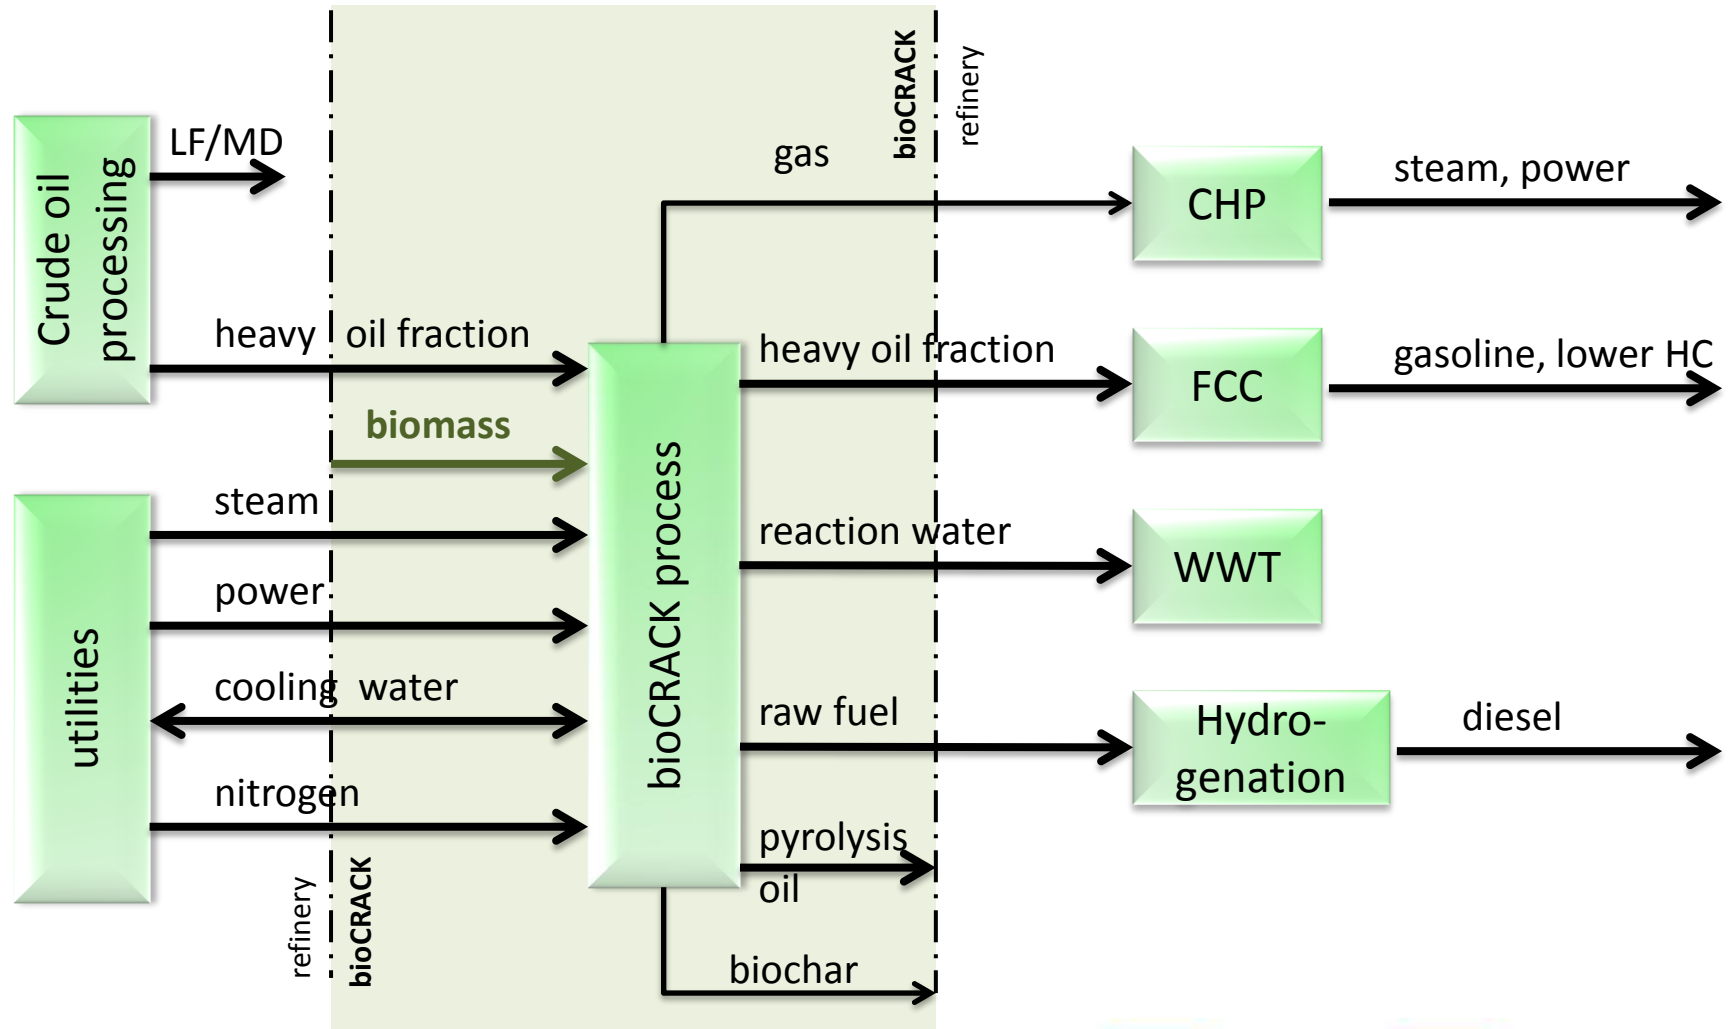 bioCRACK
refinery
Crude oil
processing
LF/MD
gas
CHP
steam, power
heavy oil fraction
heavy oil fraction
FCC
gasoline, lower HC
biomass
bioCRACK process
utilities
steam
reaction water
WWT
power
cooling water
raw fuel
Hydro-
genation
diesel
nitrogen
pyrolysis
oil
refinery
bioCRACK
biochar